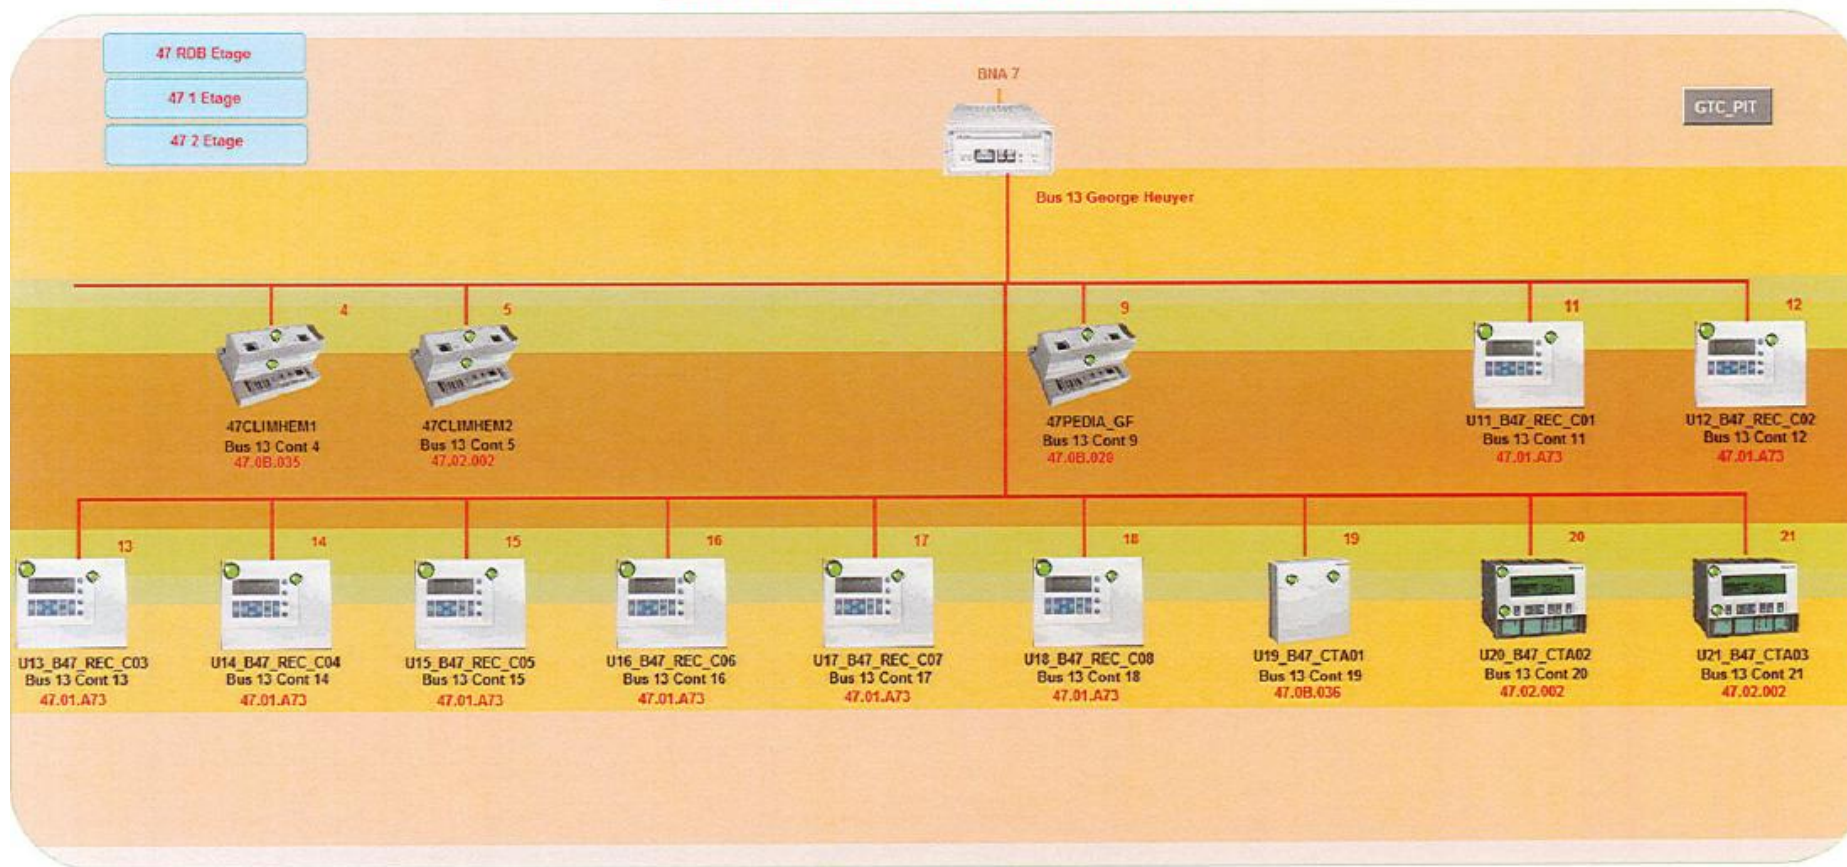 47 RDB Etage
47 1 Etage
47 2 Etage
BNA 7
GTC_PIT
Bus 13 George Heuyer
4
5
9
11
12
47CLIMHEM1
Bus 13 Cont 4
47.0B.035
47CLIMHEM2
Bus 13 Cont 5
47.02.002
47PEDIA_GF
Bus 13 Cont 9
47.0B.020
U11_B47_REC_C01
Bus 13 Cont 11
47.01.A73
U12_B47_REC_C02
Bus 13 Cont 12
47.01.A73
13
14
15
16
17
18
19
20
21
U13_B47_REC_C03
Bus 13 Cont 13
47.01.A73
U14_B47_REC_C04
Bus 13 Cont 14
47.01.A73
U15_B47_REC_C05
Bus 13 Cont 15
47.01.A73
U16_B47_REC_C06
Bus 13 Cont 16
47.01.A73
U17_B47_REC_C07
Bus 13 Cont 17
47.01.A73
U18_B47_REC_C08
Bus 13 Cont 18
47.01.A73
U19_B47_CTA01
Bus 13 Cont 19
47.0B.036
U20_B47_CTA02
Bus 13 Cont 20
47.02.002
U21_B47_CTA03
Bus 13 Cont 21
47.02.002